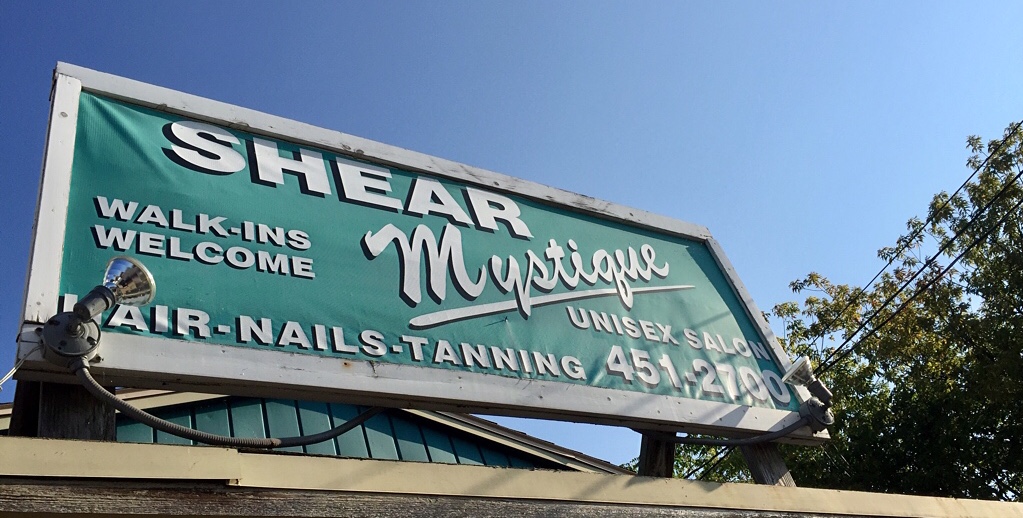 SHEAR
Mystique
WALK-INS
WELCOME
UNISEX SALON
HAIR-NAILS-TANNING
451-2700